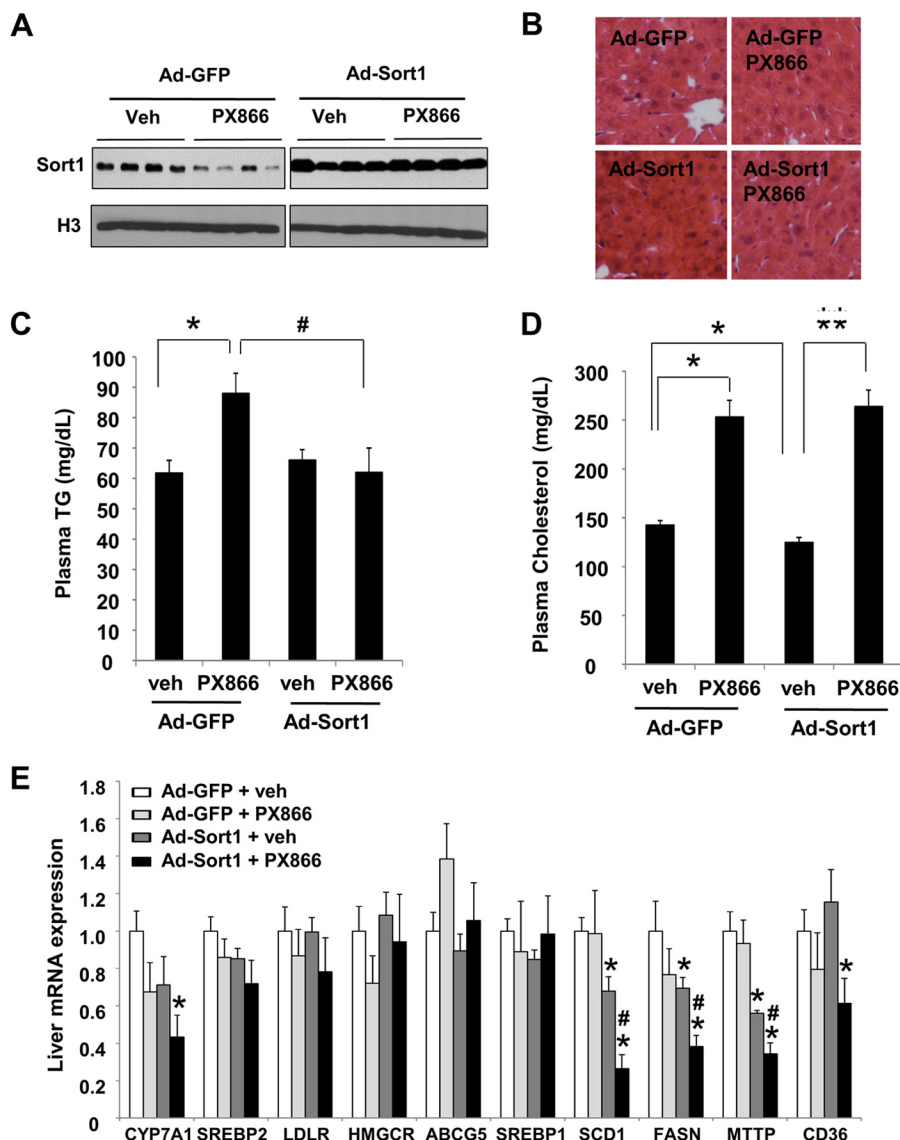 A
Ad-GFP
Ad-Sort1
Veh
PX866
Veh
PX866
Sort1
H3
B
Ad-GFP
Ad-GFP
PX866
Ad-Sort1
Ad-Sort1
PX866
C
*
#
Plasma TG (mg/dL)
100
90
80
70
60
50
40
30
20
10
0
veh
PX866
veh
PX866
Ad-GFP
Ad-Sort1
D
*
*
**
Plasma Cholesterol (mg/dL)
300
250
200
150
100
50
0
veh
PX866
veh
PX866
Ad-GFP
Ad-Sort1
E
Liver mRNA expression
1.8
1.6
1.4
1.2
1.0
0.8
0.6
0.4
0.2
0
Ad-GFP + veh
Ad-GFP + PX866
Ad-Sort1 + veh
Ad-Sort1 + PX866
*
*
#
*
*
#
*
*
#
*
*
CYP7A1 SREBP2 LDLR HMGCR ABCG5 SREBP1 SCD1 FASN MTTP CD36